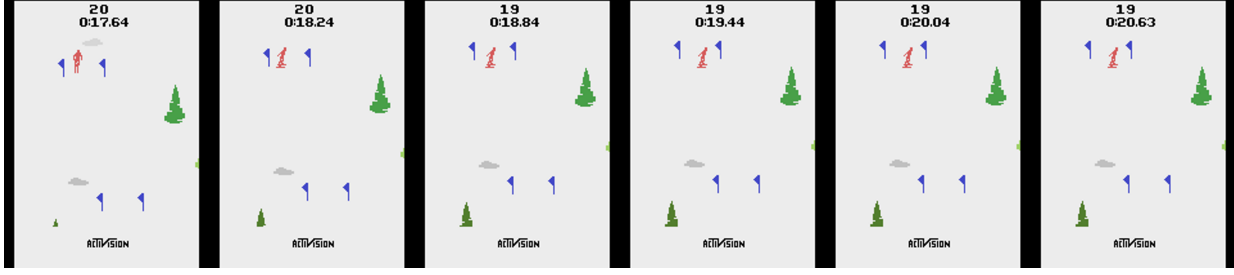 20
0:17.64
ACTIVISION
20
0:18.24
ACTIVISION
19
0:18.84
ACTIVISION
19
0:19.44
ACTIVISION
19
0:20.04
ACTIVISION
19
0:20.63
ACTIVISION